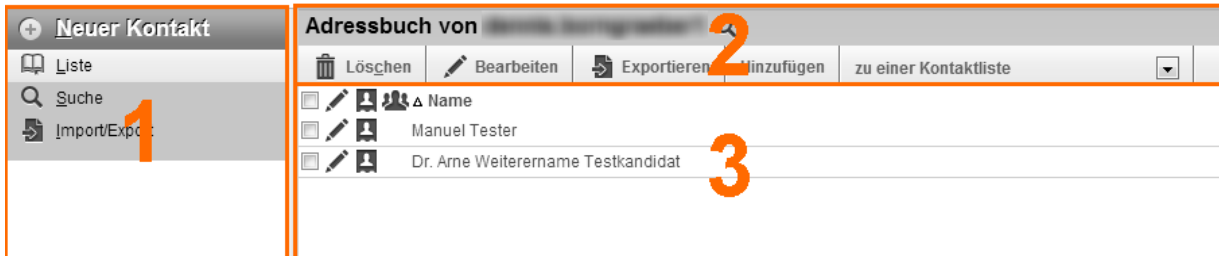 Neuer Kontakt
Liste
Suche
Import/Export
1
Adressbuch von
2
Löschen Bearbeiten Exportieren Hinzufügen zu einer Kontaktliste
Name
Manuel Tester
Dr. Arne Weiterername Testkandidat
3